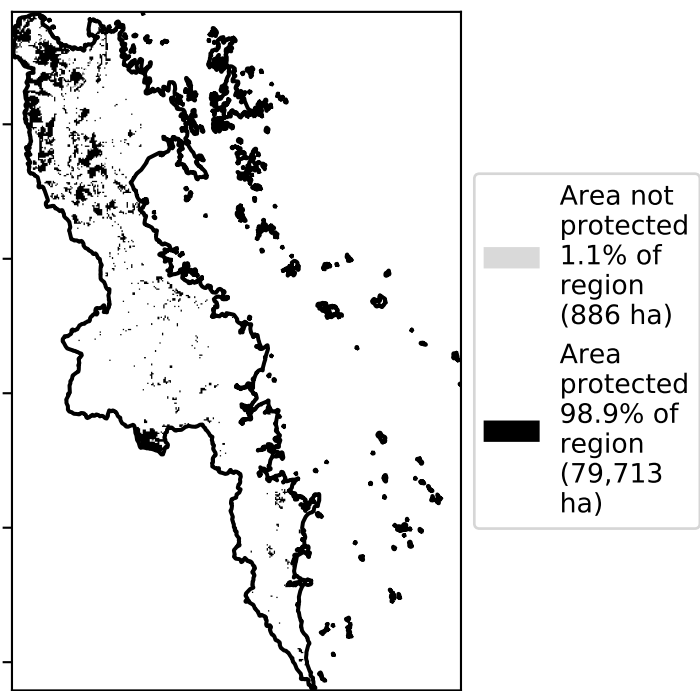 Area not
protected
1.1% of
region
(886 ha)
Area
protected
98.9% of
region
(79,713
ha)